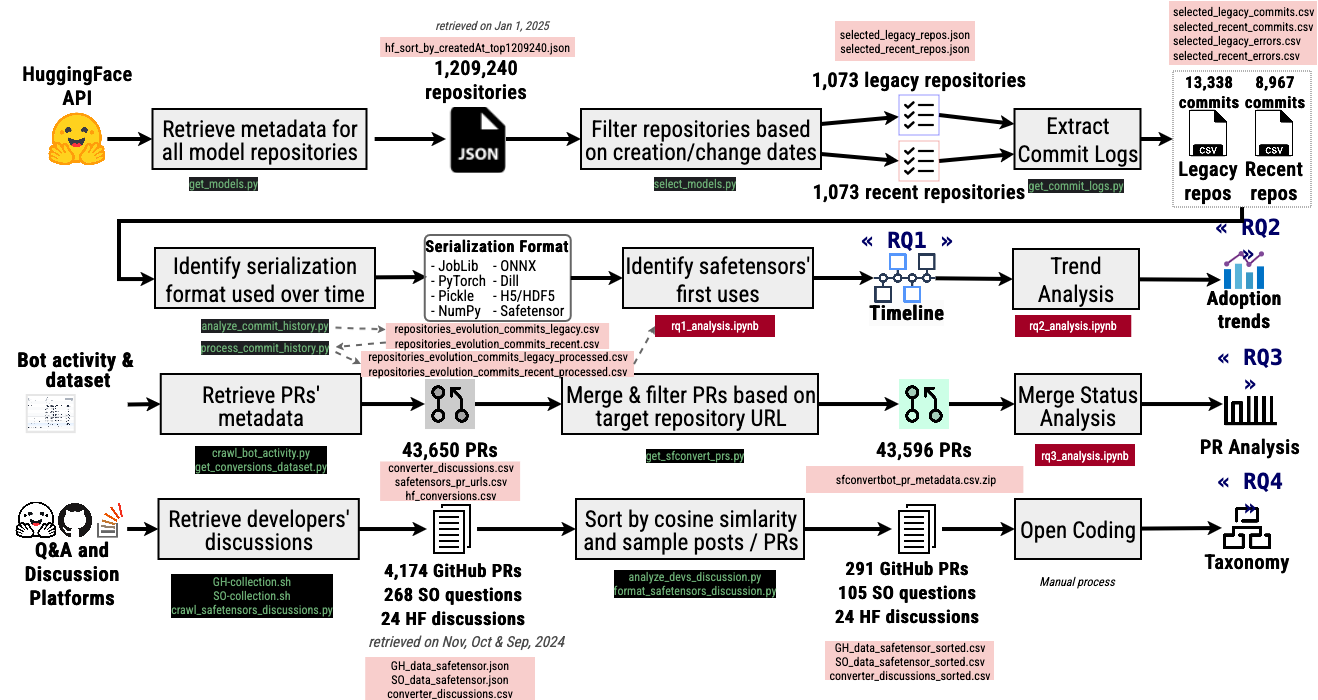 retrieved on Jan 1, 2025
hf_sort_by_createdAt_top1209240.json
selected_legacy_repos.json
selected_recent_repos.json
selected_legacy_commits.csv
selected_recent_commits.csv
selected_legacy_errors.csv
selected_recent_errors.csv
HuggingFace
API
1,209,240
repositories
JSON
Retrieve metadata for
all model repositories
get_models.py
Filter repositories based
on creation/change dates
select_models.py
1,073 legacy repositories
1,073 recent repositories
Extract
Commit Logs
get_commit_logs.py
13,338
commits
CSV
Legacy
repos
8,967
commits
CSV
Recent
repos
Identify serialization
format used over time
analyze_commit_history.py
process_commit_history.py
Serialization Format
- JobLib - ONNX
- PyTorch - Dill
- Pickle - H5/HDF5
- NumPy - Safetensor
repositories_evolution_commits_legacy.csv
repositories_evolution_commits_recent.csv
repositories_evolution_commits_legacy_processed.csv
repositories_evolution_commits_recent_processed.csv
Identify safetensors'
first uses
rq1_analysis.ipynb
« RQ1 »
Timeline
Trend
Analysis
rq2_analysis.ipynb
« RQ2
»
Adoption
trends
Bot activity &
dataset
Retrieve PRs'
metadata
crawl_bot_activity.py
get_conversions_dataset.py
43,650 PRs
converter_discussions.csv
safetensors_pr_urls.csv
hf_conversions.csv
Merge & filter PRs based on
target repository URL
get_sfconvert_prs.py
43,596 PRs
sfconvertbot_pr_metadata.csv.zip
Merge Status
Analysis
rq3_analysis.ipynb
« RQ3
»
PR Analysis
Q&A and
Discussion
Platforms
Retrieve developers'
discussions
GH-collection.sh
SO-collection.sh
crawl_safetensors_discussions.py
4,174 GitHub PRs
268 SO questions
24 HF discussions
retrieved on Nov, Oct & Sep, 2024
GH_data_safetensor.json
SO_data_safetensor.json
converter_discussions.csv
Sort by cosine simlarity
and sample posts / PRs
analyze_devs_discussion.py
format_safetensors_discussion.py
291 GitHub PRs
105 SO questions
24 HF discussions
GH_data_safetensor_sorted.csv
SO_data_safetensor_sorted.csv
converter_discussions_sorted.csv
Open Coding
Manual process
« RQ4
»
Taxonomy